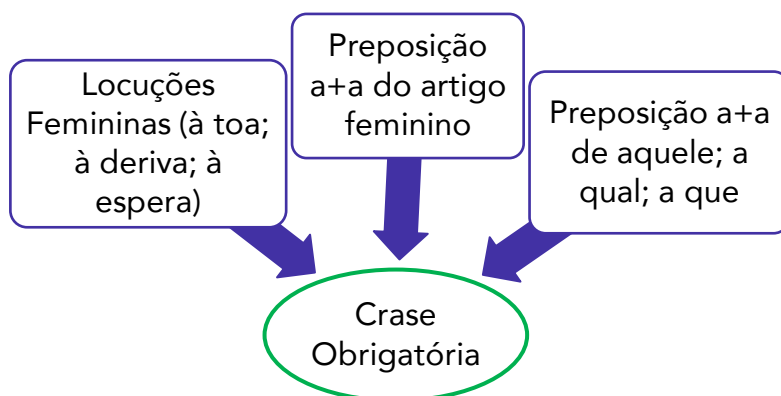 Locuções
Femininas (à toa;
à deriva; à
espera)
Preposição
a+a do artigo
feminino
Preposição a+a
de aquele; a
qual; a que
Crase
Obrigatória